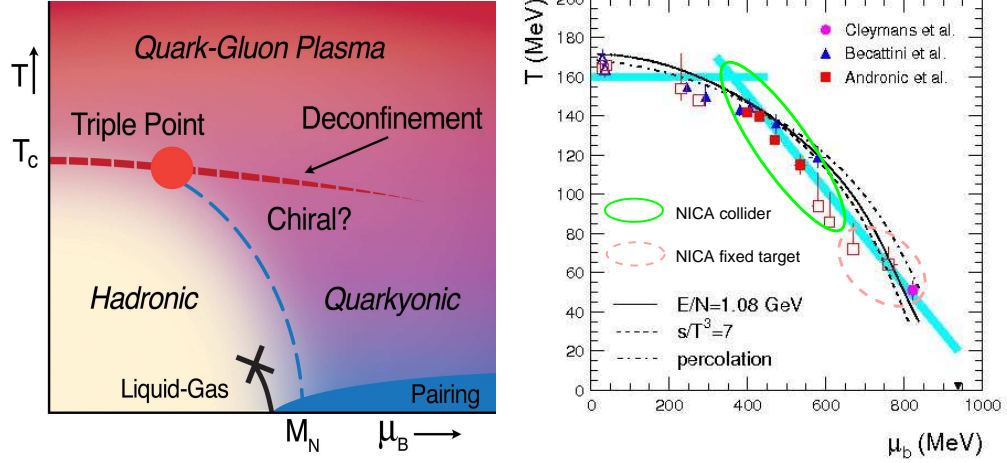 Quark-Gluon Plasma
T
Triple Point
Deconfinement
Tc
Chiral?
Hadronic
Quarkyonic
Liquid-Gas
Pairing
M_N
μ_B
T (MeV)
200
180
160
140
120
100
80
60
40
20
0
Cleymans et al.
Becattini et al.
Andronic et al.
NICA collider
NICA fixed target
E/N=1.08 GeV
s/T^3=7
percolation
0 200 400 600 800 1000
μ_b (MeV)